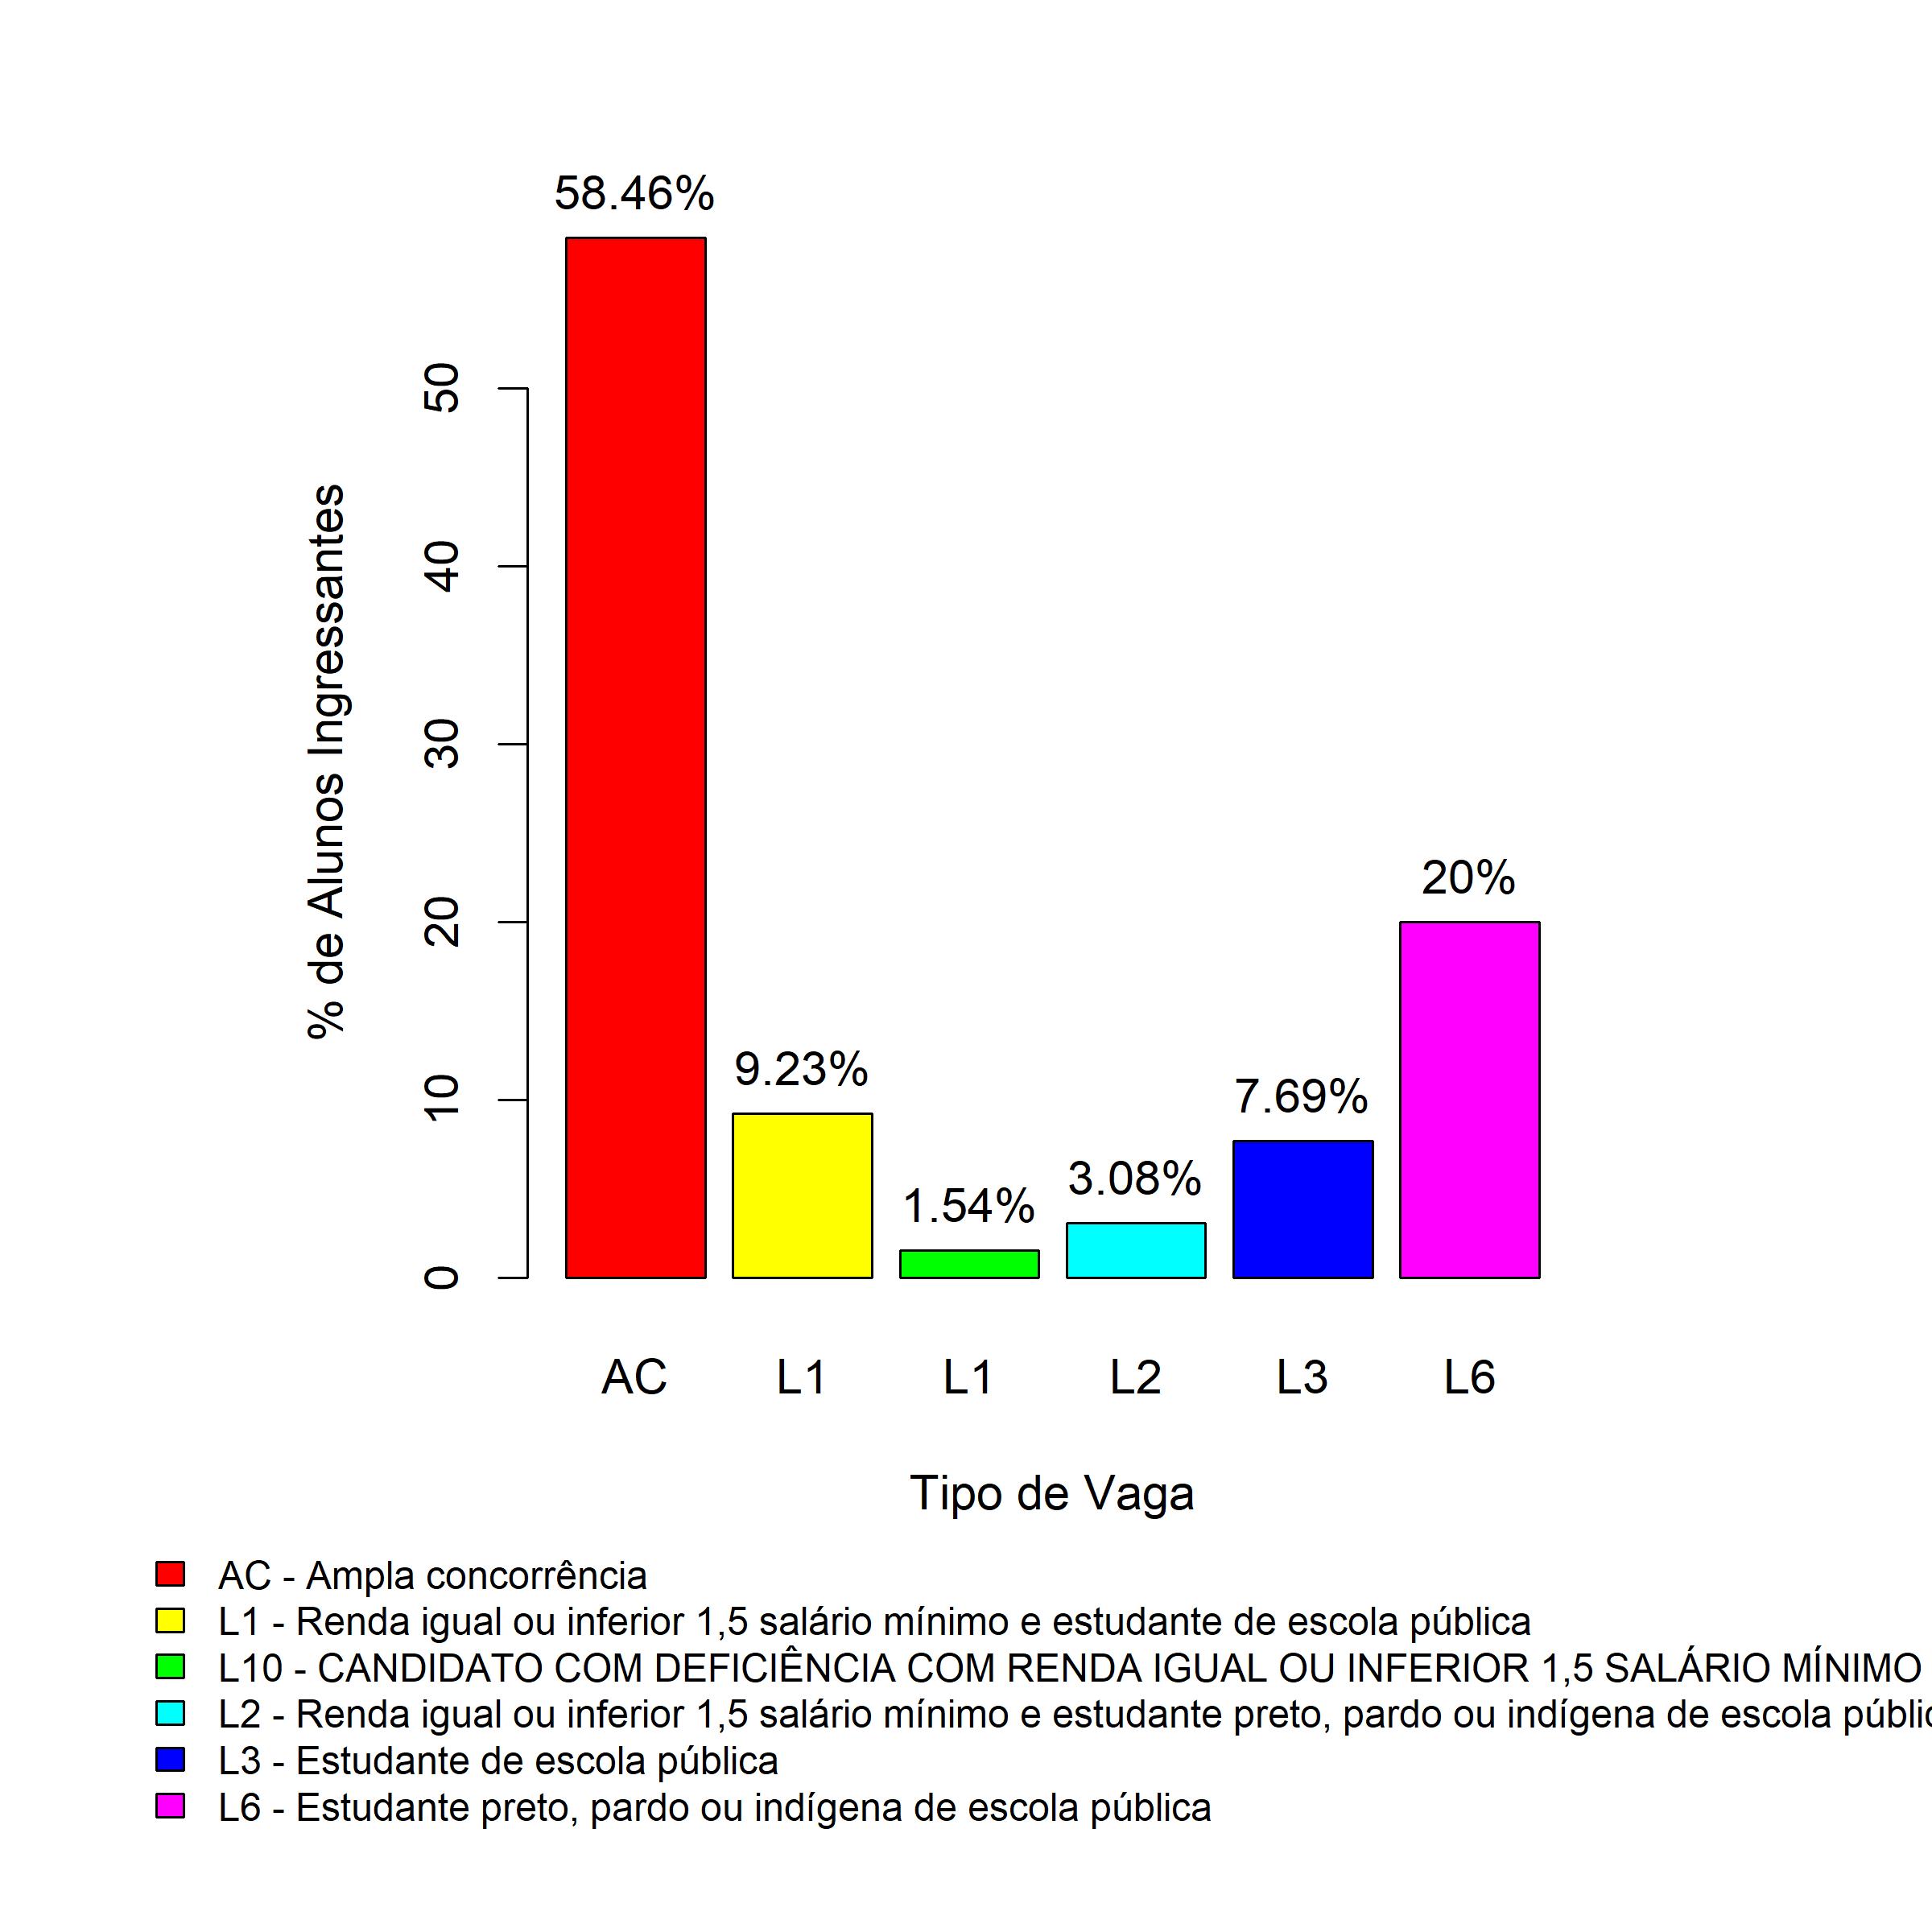 58.46%
50
40
30
20
10
0
% de Alunos Ingressantes
9.23%
1.54%
3.08%
7.69%
20%
AC L1 L1 L2 L3 L6
Tipo de Vaga
AC - Ampla concorrência
L1 - Renda igual ou inferior 1,5 salário mínimo e estudante de escola pública
L10 - CANDIDATO COM DEFICIÊNCIA COM RENDA IGUAL OU INFERIOR 1,5 SALÁRIO MÍNIMO
L2 - Renda igual ou inferior 1,5 salário mínimo e estudante preto, pardo ou indígena de escola
L3 - Estudante de escola pública
L6 - Estudante preto, pardo ou indígena de escola pública